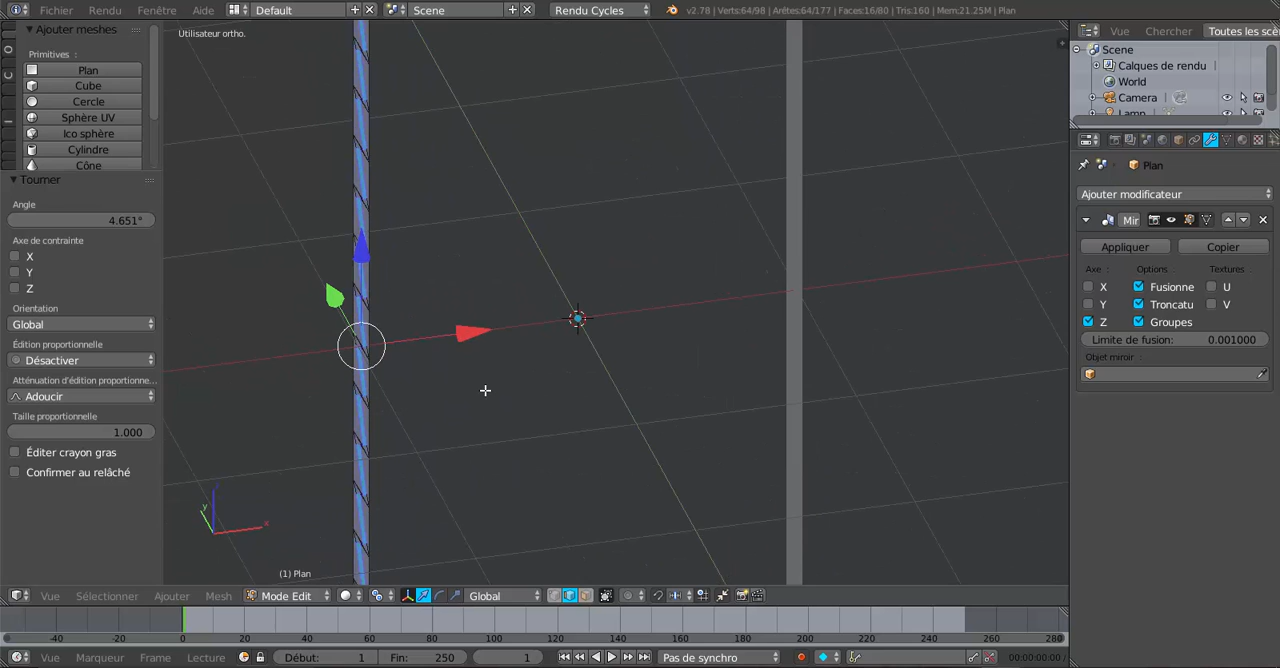 Fichier Rendu Fenêtre Aide Default Scene Rendu Cycles v2.78 | Verts:64/98 | Arêtes:64/177 | Faces:16/80 | Tris:160 | Mem:21.25M | Plan
Ajouter meshes
Primitives :
Plan
Cube
Cercle
Sphère UV
Ico sphère
Cylindre
Cône
Tourner
Angle
4.651°
Axe de contrainte
X
Y
Z
Orientation
Global
Édition proportionnelle
Désactiver
Atténuation d'édition proportionne...
Adoucir
Taille proportionnelle
1.000
Éditer crayon gras
Confirmer au relâché
Utilisateur ortho.
z
y
x
(1) Plan
Vue Chercher Toutes les scè
Scene
Calques de rendu
World
Camera
Lamp
Plan
Ajouter modificateur
Mir
Appliquer Copier
Axe : Options : Textures :
X Fusionne U
Y Troncatu V
Z Groupes
Limite de fusion: 0.001000
Objet miroir :
Vue Sélectionner Ajouter Mesh Mode Edit Global
-40 -20 0 20 40 60 80 100 120 140 160 180 200 220 240 260 280
Vue Marqueur Frame Lecture Début: 1 Fin: 250 1 Pas de synchro 00:00:00:00